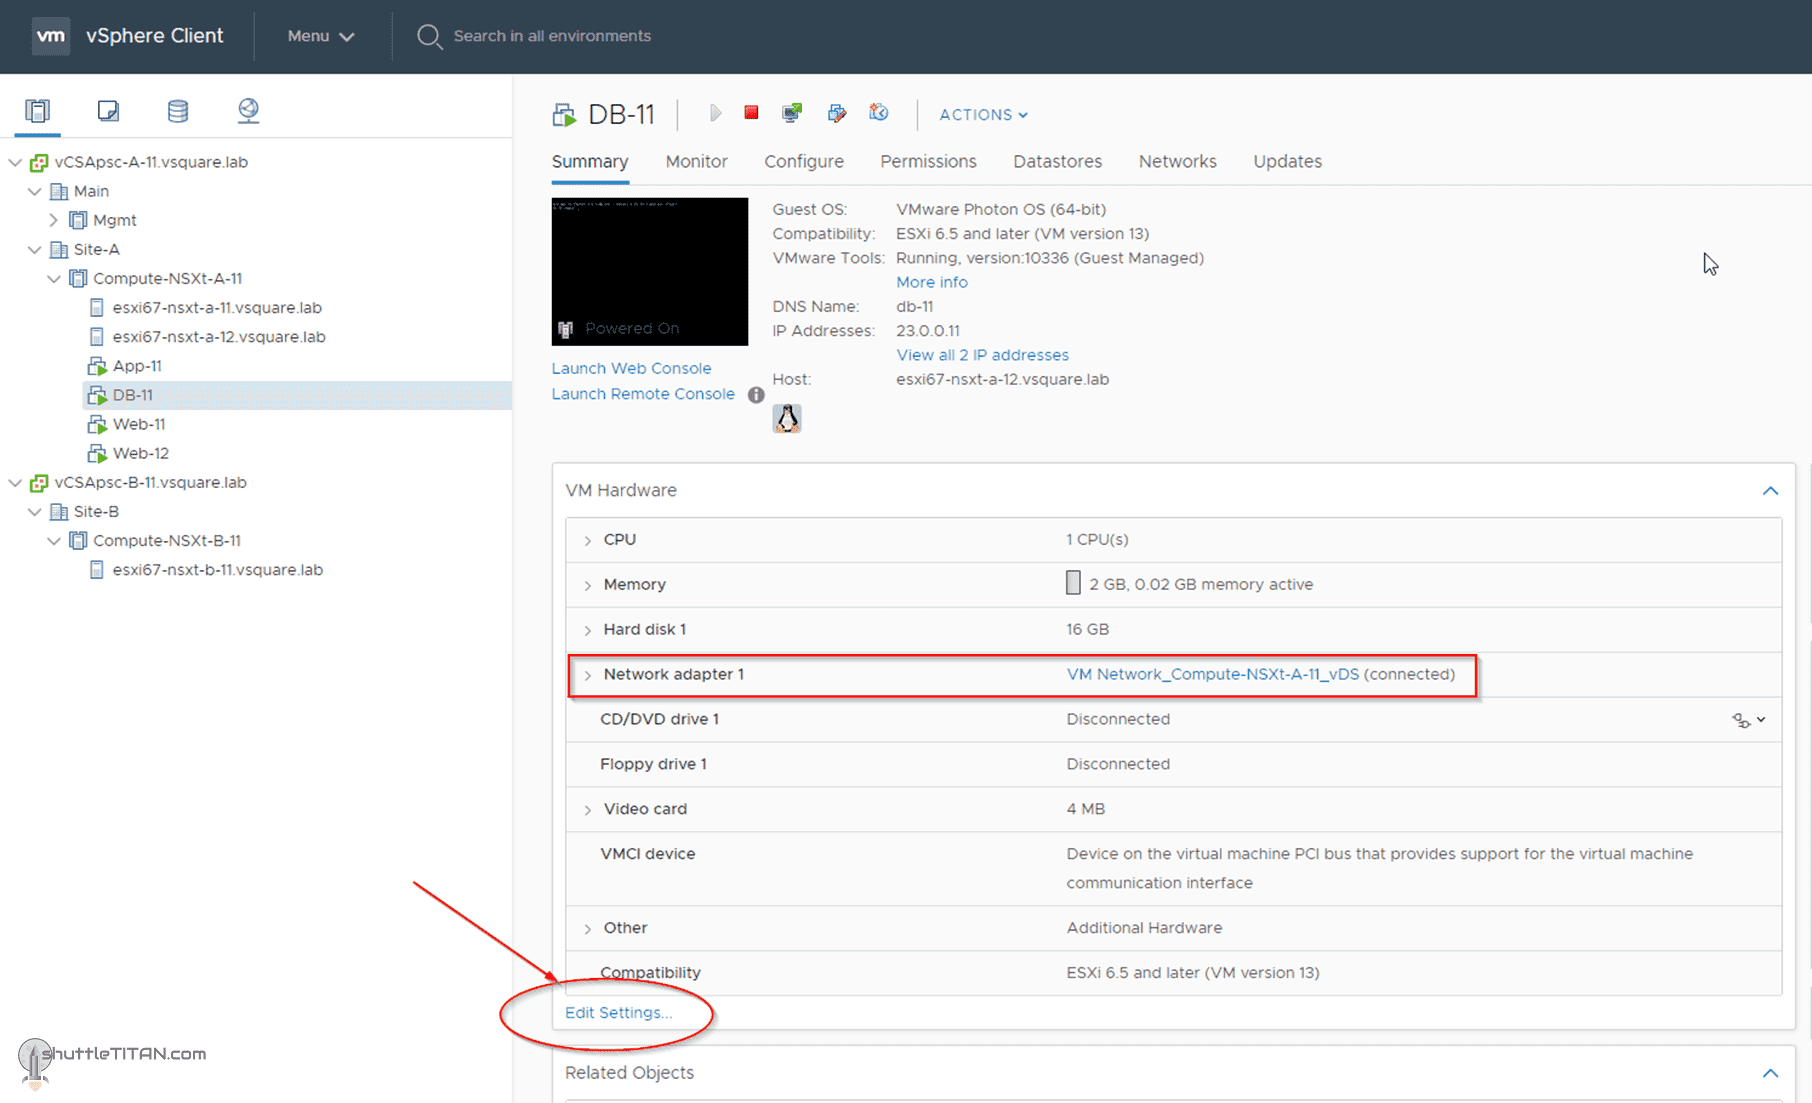 vm vSphere Client Menu Search in all environments
vCSApsc-A-11.vsquare.lab
Main
Mgmt
Site-A
Compute-NSXt-A-11
esxi67-nsxt-a-11.vsquare.lab
esxi67-nsxt-a-12.vsquare.lab
App-11
DB-11
Web-11
Web-12
vCSApsc-B-11.vsquare.lab
Site-B
Compute-NSXt-B-11
esxi67-nsxt-b-11.vsquare.lab
DB-11 ACTIONS
Summary Monitor Configure Permissions Datastores Networks Updates
Powered On
Launch Web Console
Launch Remote Console
Guest OS: VMware Photon OS (64-bit)
Compatibility: ESXi 6.5 and later (VM version 13)
VMware Tools: Running, version:10336 (Guest Managed)
More info
DNS Name: db-11
IP Addresses: 23.0.0.11
View all 2 IP addresses
Host: esxi67-nsxt-a-12.vsquare.lab
VM Hardware
CPU 1 CPU(s)
Memory 2 GB, 0.02 GB memory active
Hard disk 1 16 GB
Network adapter 1 VM Network_Compute-NSXt-A-11_vDS (connected)
CD/DVD drive 1 Disconnected
Floppy drive 1 Disconnected
Video card 4 MB
VMCI device Device on the virtual machine PCI bus that provides support for the virtual machine
communication interface
Other Additional Hardware
Compatibility ESXi 6.5 and later (VM version 13)
Edit Settings...
Related Objects
shuttleTITAN.com